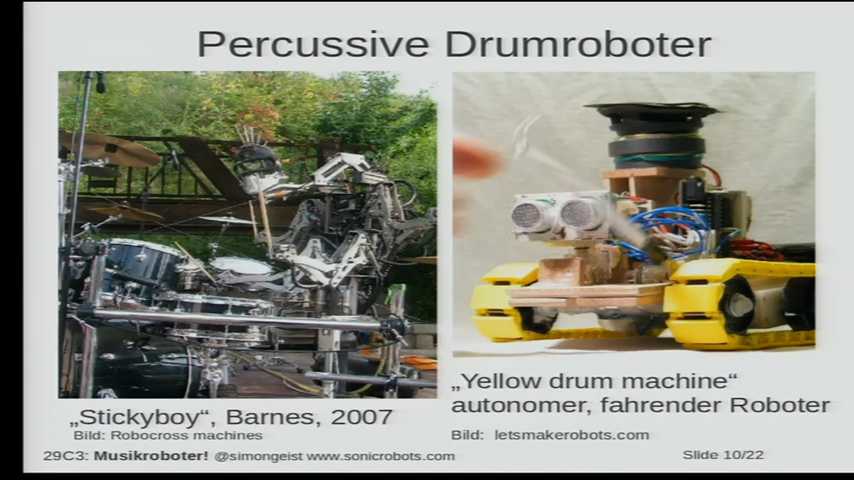 Percussive Drumroboter
„Stickyboy“, Barnes, 2007
Bild: Robocross machines
„Yellow drum machine“
autonomer, fahrender Roboter
Bild: letsmakerobots.com
29C3: Musikroboter! @simongeist www.sonicrobots.com
Slide 10/22